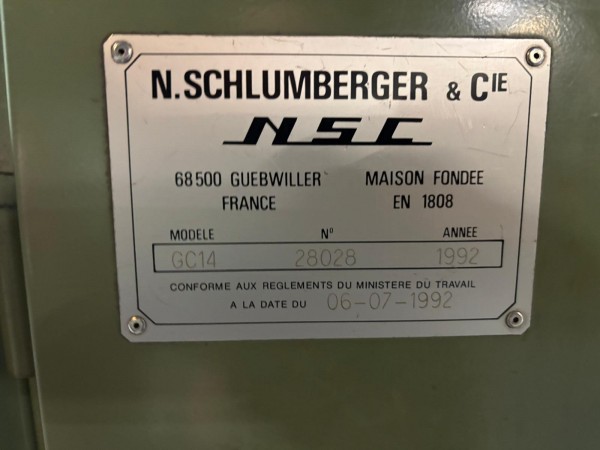 N.SCHLUMBERGER & CIE
NSC
68500 GUEBWILLER MAISON FONDEE
FRANCE EN 1808
MODELE N° ANNEE
GC14 28028 1992
CONFORME AUX REGLEMENTS DU MINISTERE DU TRAVAIL
A LA DATE DU 06-07-1992